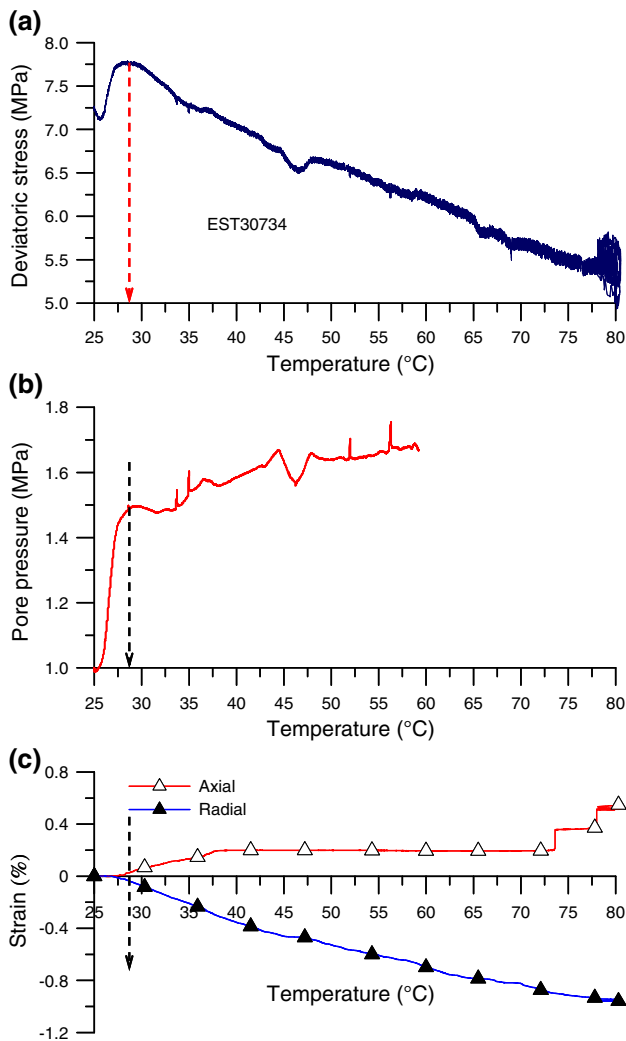 (a)
8.0
7.5
7.0
6.5
6.0
5.5
5.0
Deviatoric stress (MPa)
EST30734
25 30 35 40 45 50 55 60 65 70 75 80
Temperature (°C)
(b)
1.8
1.6
1.4
1.2
1.0
Pore pressure (MPa)
25 30 35 40 45 50 55 60 65 70 75 80
Temperature (°C)
(c)
0.8
0.4
0
-0.4
-0.8
-1.2
Strain (%)
Axial
Radial
25 30 35 40 45 50 55 60 65 70 75 80
Temperature (°C)